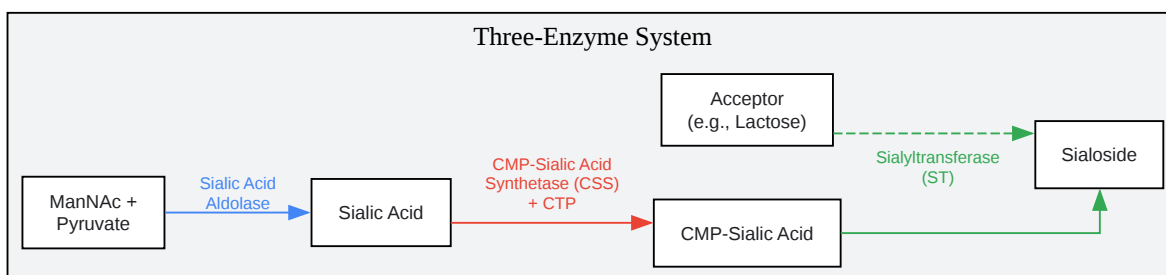 Three-Enzyme System
ManNAc +
Pyruvate
Sialic Acid
Aldolase
Sialic Acid
CMP-Sialic Acid
Synthetase (CSS)
+ CTP
CMP-Sialic Acid
Acceptor
(e.g., Lactose)
Sialyltransferase
(ST)
Sialoside